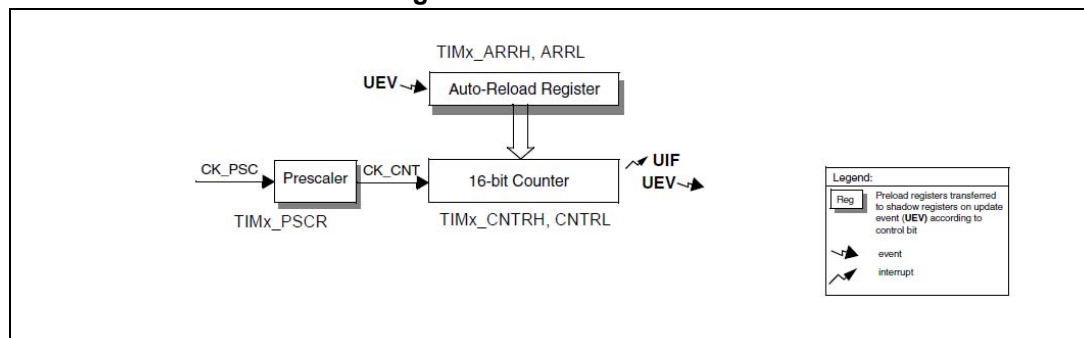 TIMx_ARRH, ARRL
UEV
Auto-Reload Register
CK_PSC
Prescaler
CK_CNT
16-bit Counter
UIF
UEV
TIMx_PSCR
TIMx_CNTRH, CNTRL
Legend:
Reg
Preload registers transferred
to shadow registers on update
event (UEV) according to
control bit
event
interrupt